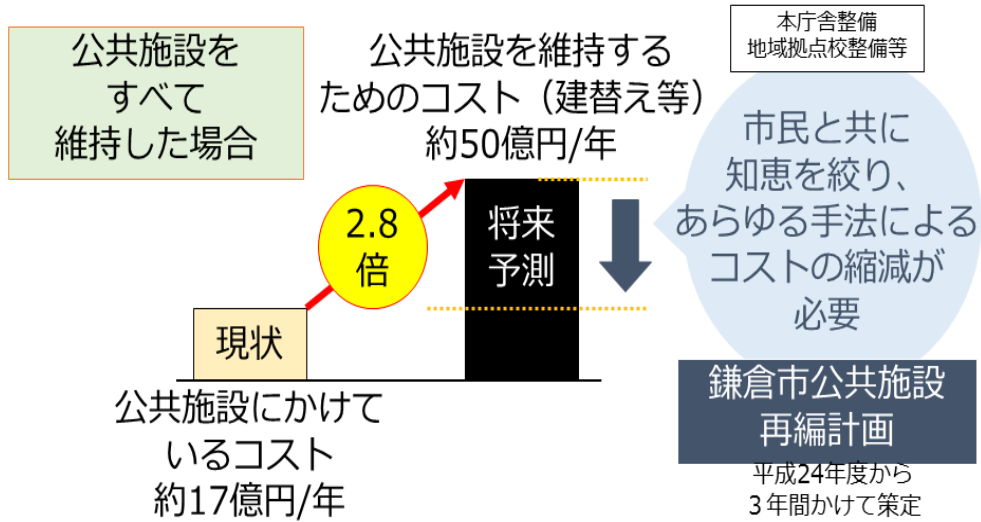 公共施設を
すべて
維持した場合
公共施設を維持する
ためのコスト（建替え等）
約50億円/年
本庁舎整備
地域拠点校整備等
市民と共に
知恵を絞り、
あらゆる手法による
コストの縮減が
必要
2.8
倍
将来
予測
現状
公共施設にかけて
いるコスト
約17億円/年
鎌倉市公共施設
再編計画
平成24年度から
３年間かけて策定